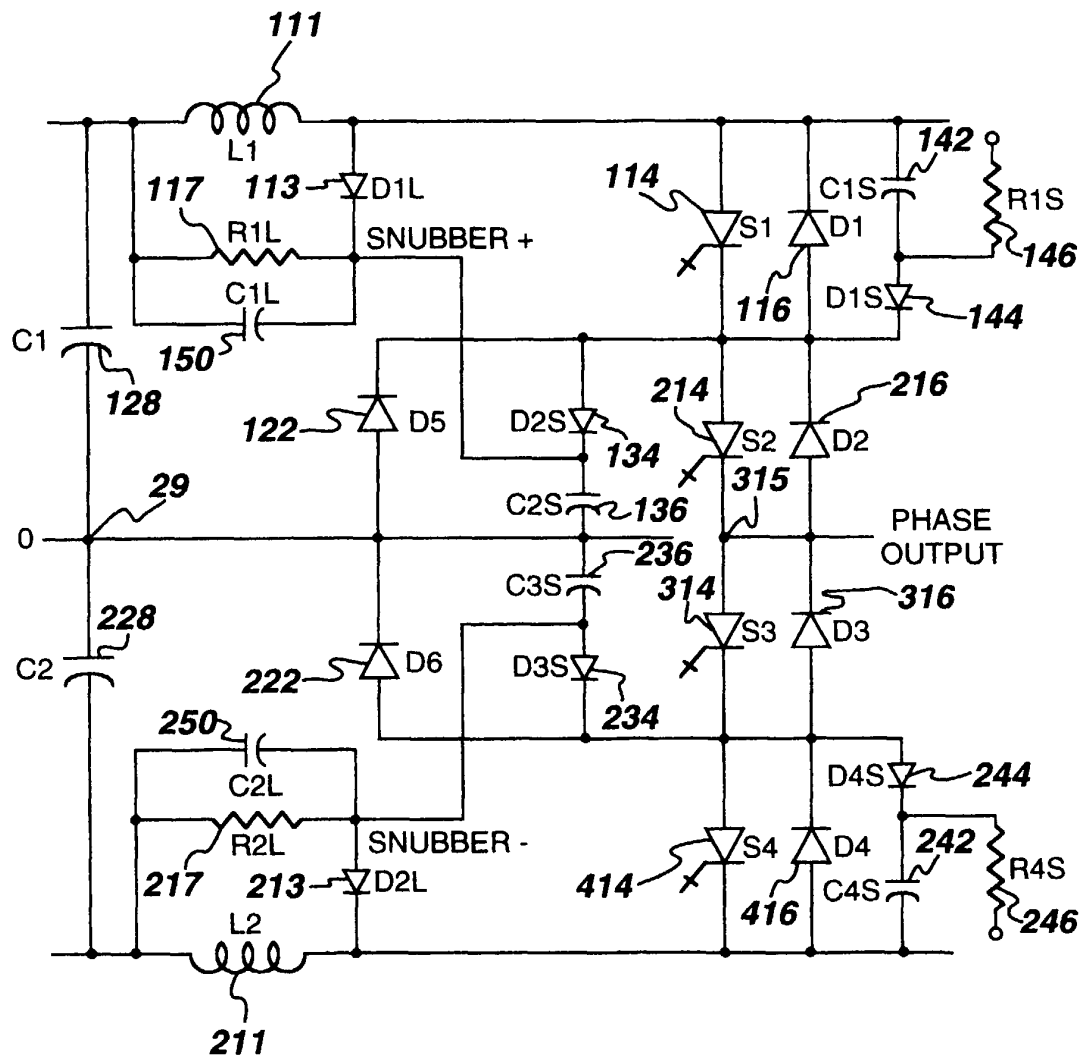 111
L1
117
113
D1L
R1L
SNUBBER +
C1L
150
C1
128
114
S1
D1
116
142
C1S
R1S
146
D1S
144
122
D5
D2S
134
214
S2
216
D2
29
C2S
136
315
0
PHASE
OUTPUT
236
C3S
314
S3
316
D3
228
C2
222
D6
D3S
234
250
C2L
R2L
217
SNUBBER -
213
D2L
L2
211
D4S
244
414
S4
D4
416
242
C4S
R4S
246